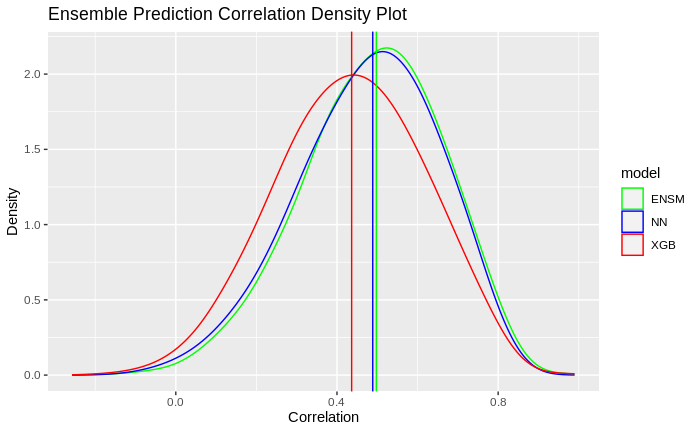 Ensemble Prediction Correlation Density Plot
Density
2.0
1.5
1.0
0.5
0.0
0.0 0.4 0.8
Correlation
model
ENSM
NN
XGB